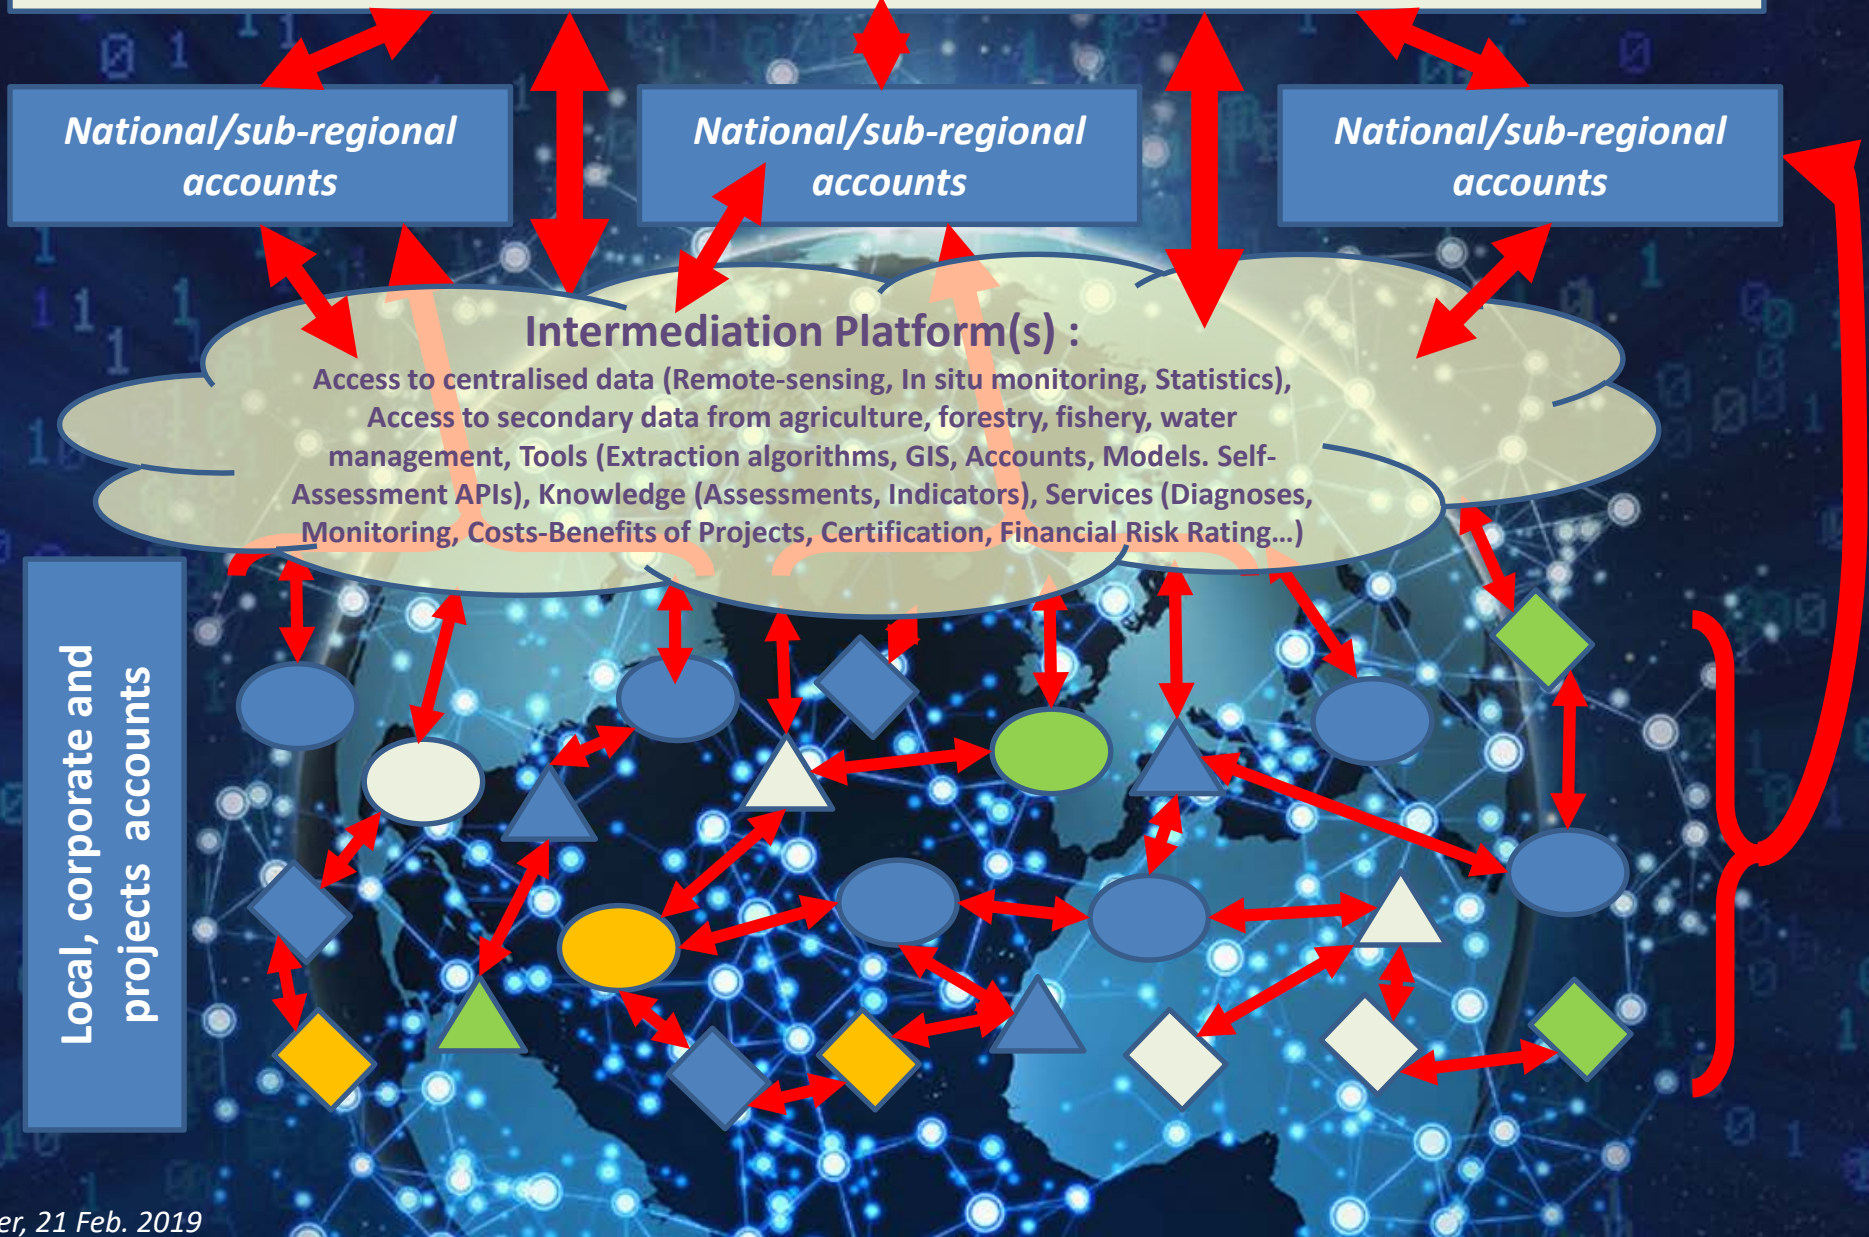 National/sub-regional
accounts
National/sub-regional
accounts
National/sub-regional
accounts
Intermediation Platform(s) :
Access to centralised data (Remote-sensing, In situ monitoring, Statistics),
Access to secondary data from agriculture, forestry, fishery, water
management, Tools (Extraction algorithms, GIS, Accounts, Models. Self-
Assessment APIs), Knowledge (Assessments, Indicators), Services (Diagnoses,
Monitoring, Costs-Benefits of Projects, Certification, Financial Risk Rating...)
Local, corporate and
projects accounts
21 Feb. 2019